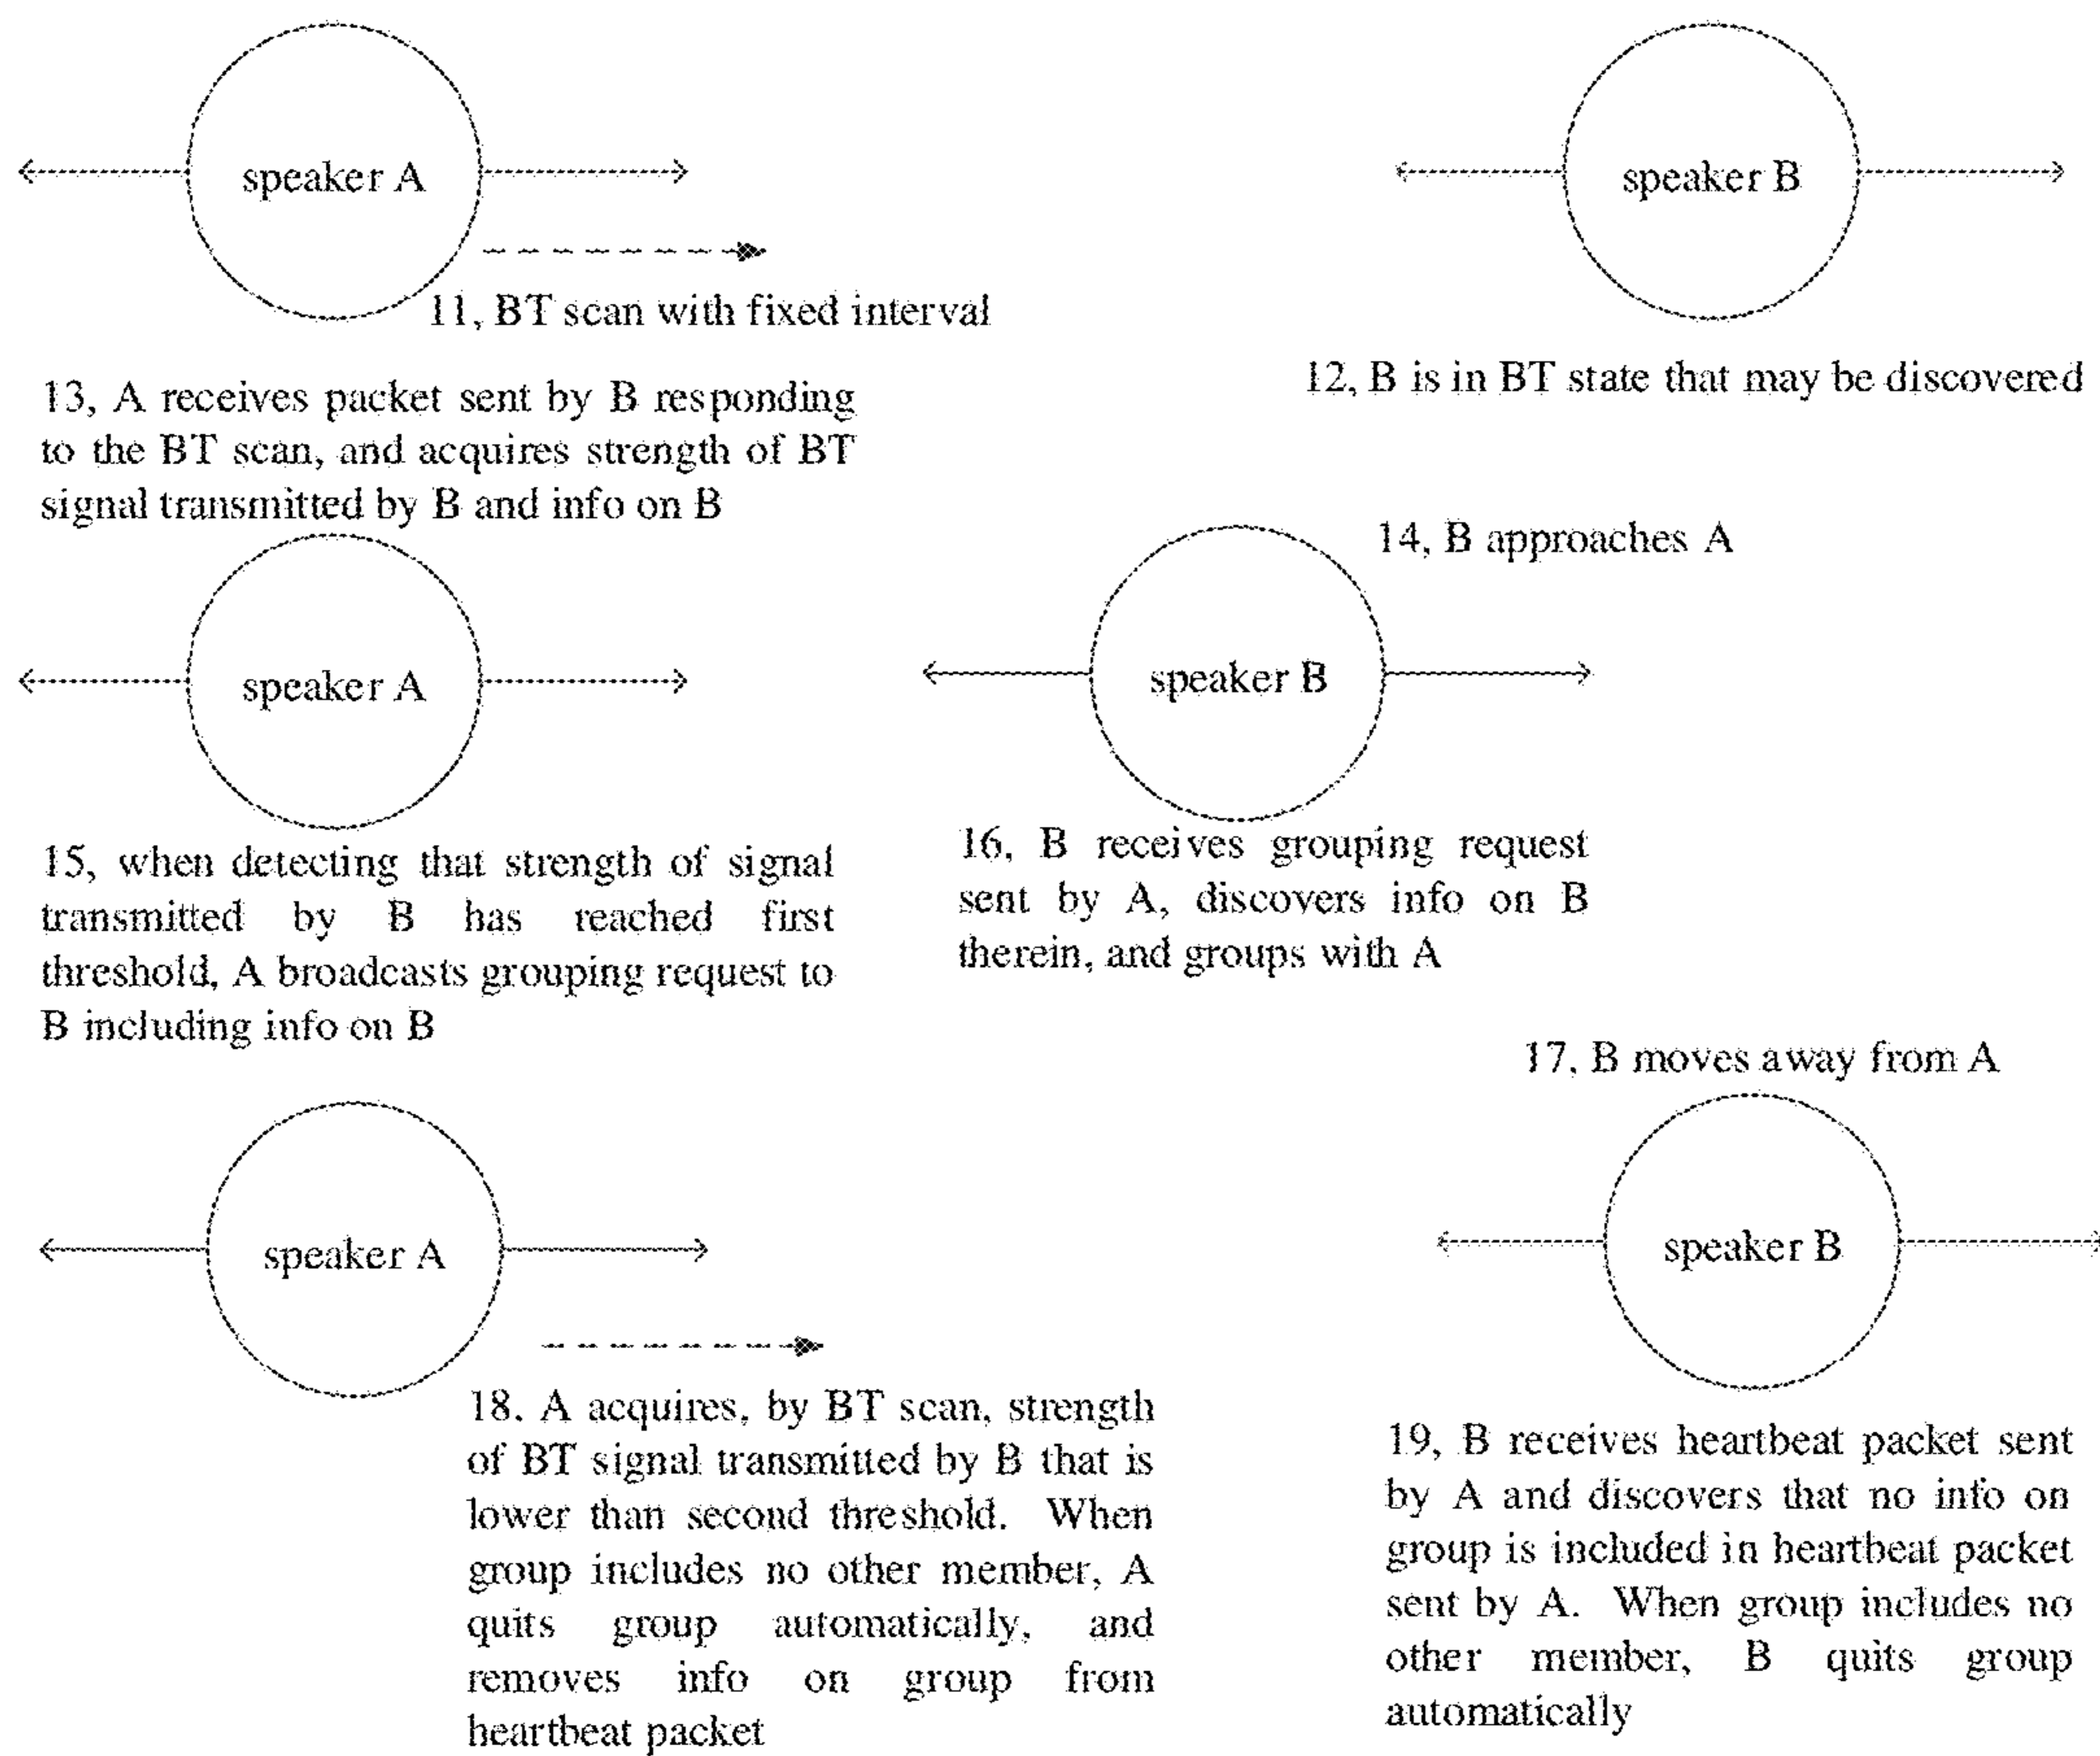 speaker A
speaker B
11, BT scan with fixed interval
12, B is in BT state that may be discovered
13, A receives packet sent by B responding
to the BT scan, and acquires strength of BT
signal transmitted by B and info on B
14, B approaches A
speaker A
speaker B
15, when detecting that strength of signal
transmitted by B has reached first
threshold, A broadcasts grouping request to
B including info on B
16, B receives grouping request
sent by A, discovers info on B
therein, and groups with A
17, B moves away from A
speaker A
speaker B
18. A acquires, by BT scan, strength
of BT signal transmitted by B that is
lower than second threshold. When
group includes no other member, A
quits group automatically, and
removes info on group from
heartbeat packet
19, B receives heartbeat packet sent
by A and discovers that no info on
group is included in heartbeat packet
sent by A. When group includes no
other member, B quits group
automatically